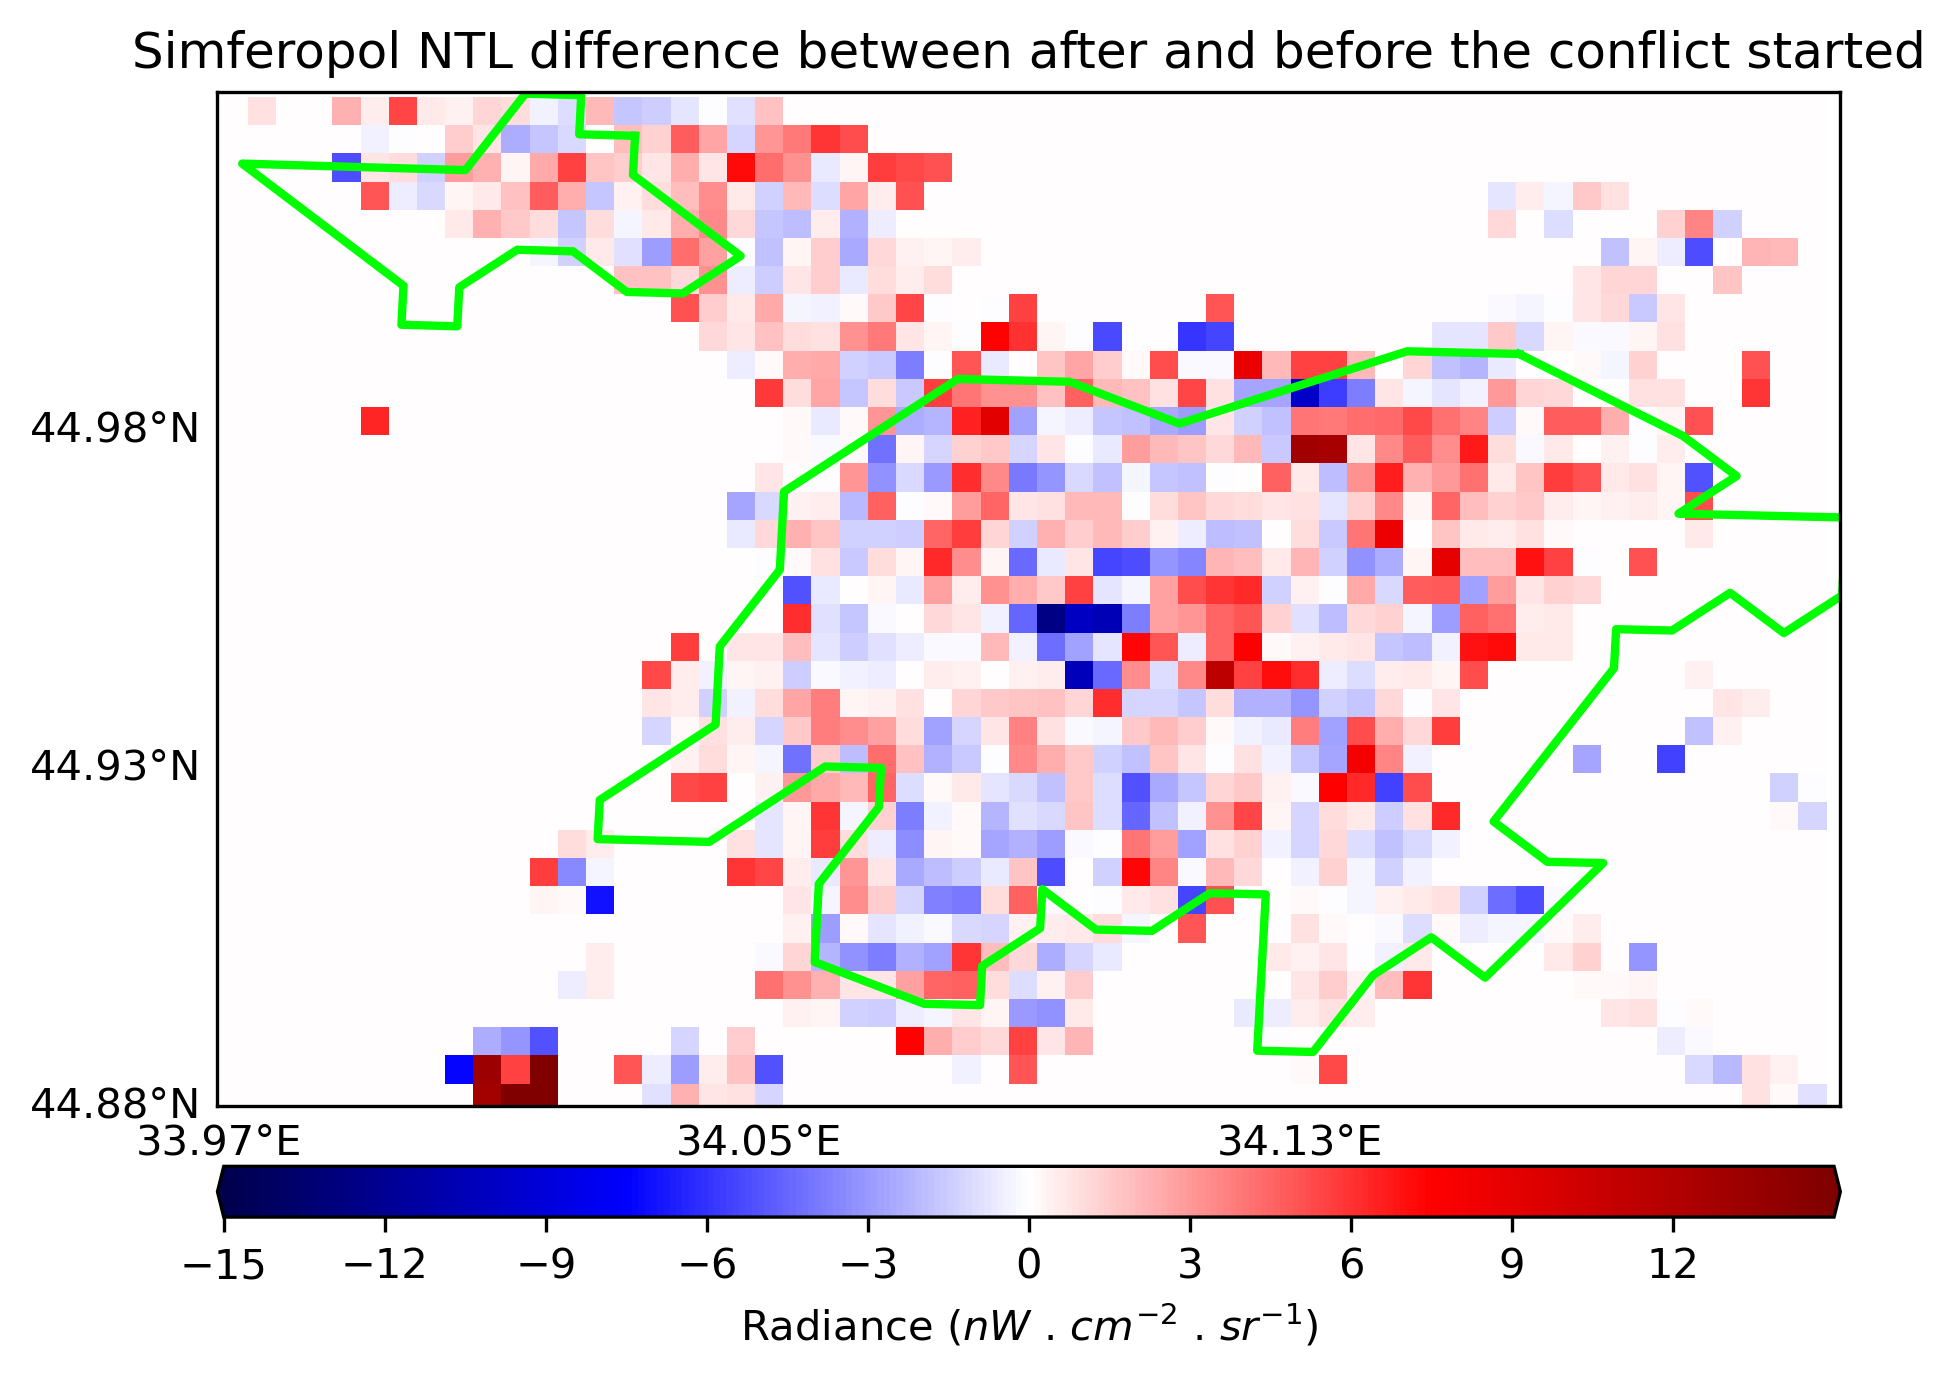 Simferopol NTL difference between after and before the conflict started
44.98°N
44.93°N
44.88°N
33.97°E 34.05°E 34.13°E
−15 −12 −9 −6 −3 0 3 6 9 12
Radiance (nW . cm⁻² . sr⁻¹)